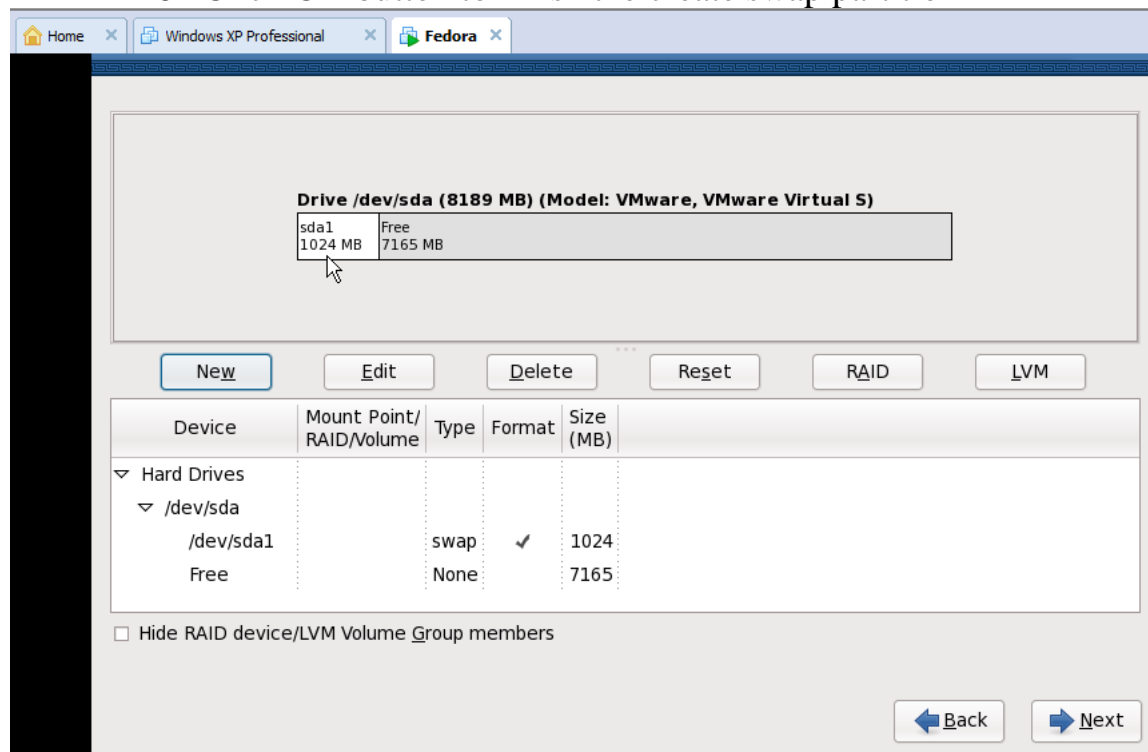 Home
Windows XP Professional
Fedora
Drive /dev/sda (8189 MB) (Model: VMware, VMware Virtual S)
sda1 Free
1024 MB 7165 MB
New Edit Delete Reset RAID LVM
Device Mount Point/ RAID/Volume Type Format Size (MB)
Hard Drives
/dev/sda
/dev/sda1 swap 1024
Free None 7165
Hide RAID device/LVM Volume Group members
Back Next